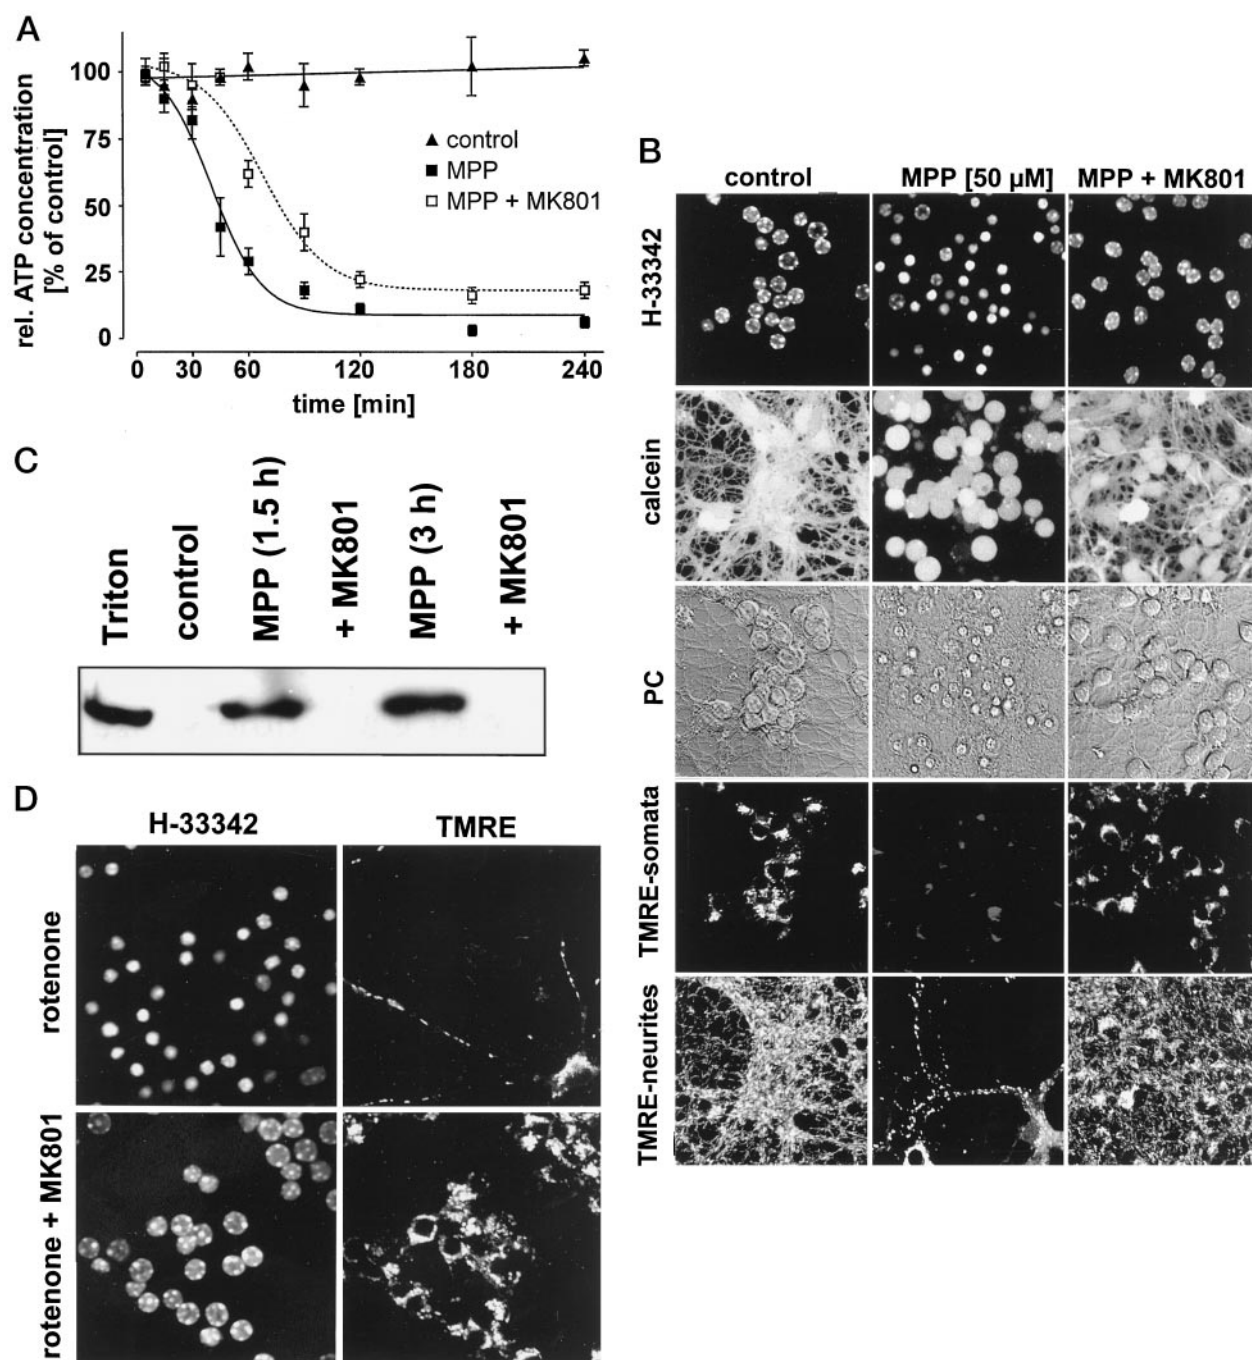 A
rel. ATP concentration
[% of control]
100
75
50
25
0
control
MPP
MPP + MK801
0 30 60 120 180 240
time [min]
B
control
MPP [50 µM]
MPP + MK801
H-33342
calcein
PC
TMRE-somata
TMRE-neurites
C
Triton
control
MPP (1.5 h)
+ MK801
MPP (3 h)
+ MK801
D
H-33342
TMRE
rotenone
rotenone + MK801